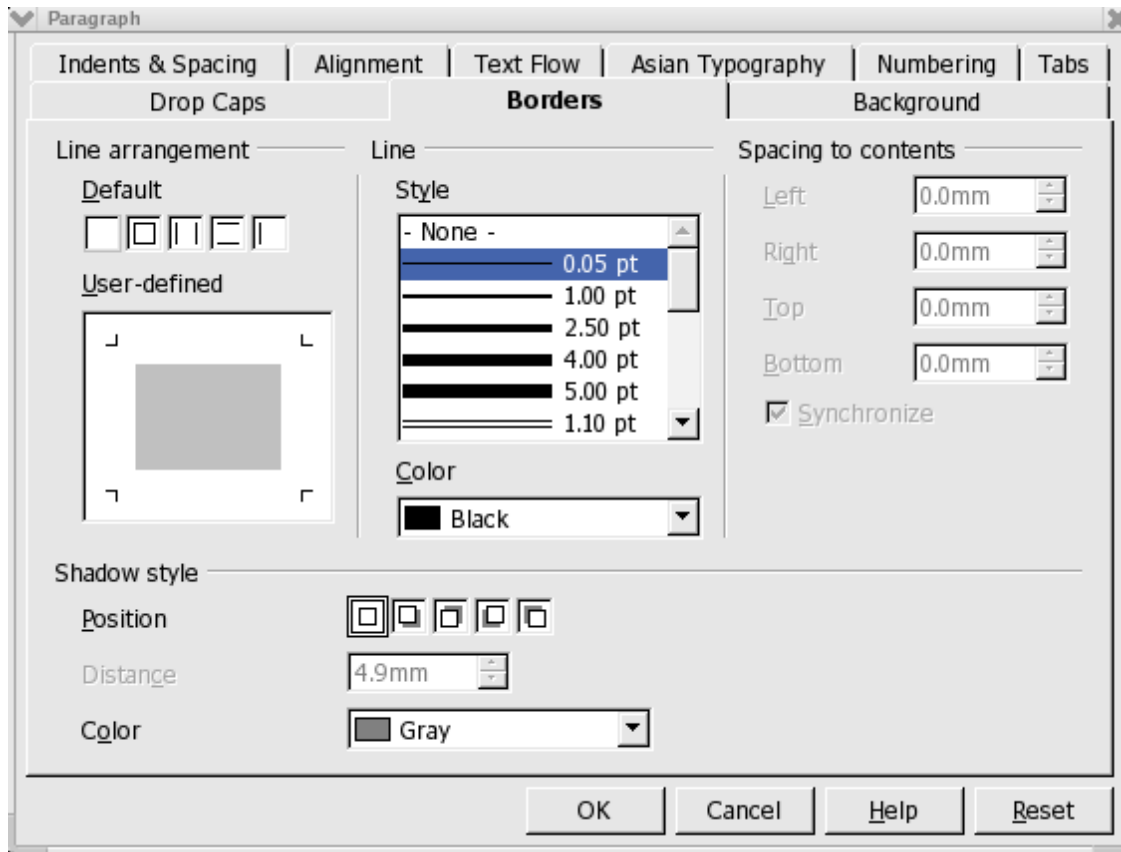 Paragraph
Indents & Spacing
Alignment
Text Flow
Asian Typography
Numbering
Tabs
Drop Caps
Borders
Background
Line arrangement
Default
User-defined
Line
Style
- None -
0.05 pt
1.00 pt
2.50 pt
4.00 pt
5.00 pt
1.10 pt
Color
Black
Spacing to contents
Left 0.0mm
Right 0.0mm
Top 0.0mm
Bottom 0.0mm
Synchronize
Shadow style
Position
Distance 4.9mm
Color Gray
OK
Cancel
Help
Reset